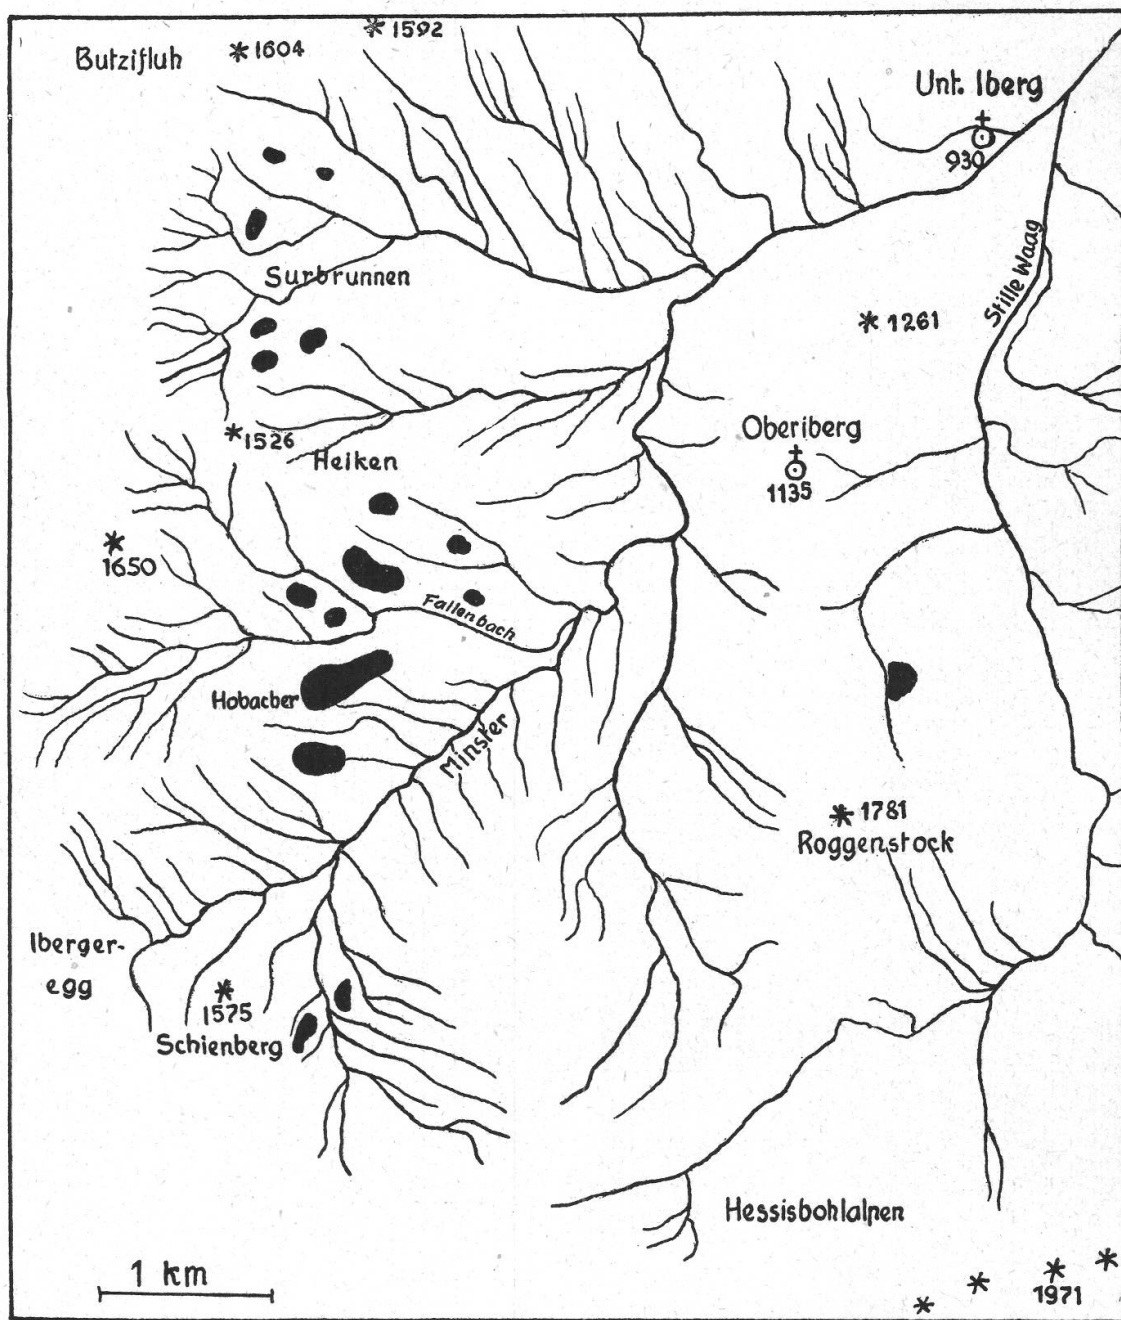 1592
Butzifluh
1604
Unt. Iberg
930
Surbrunnen
Stille Waag
1261
1526
Heiken
Oberiberg
1135
1650
Fallenbach
Hobacher
Minster
1781
Roggenstock
Iberger-
egg
1575
Schienberg
Hessisbohlalpen
1 km
1971